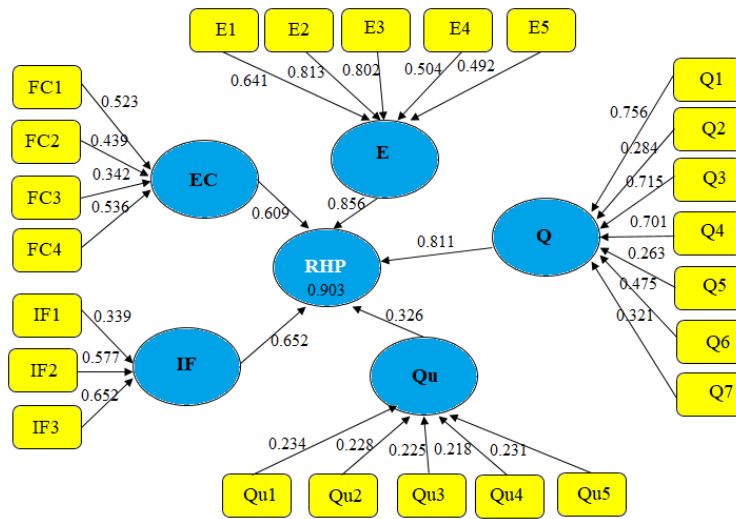 E1 E2 E3 E4 E5
0.641 0.813 0.802 0.504 0.492
FC1
FC2
FC3
FC4
0.523
0.439
0.342
0.536
EC
E
Q
Q1
Q2
Q3
Q4
Q5
Q6
Q7
0.756
0.284
0.715
0.701
0.263
0.475
0.321
0.609
0.856
0.811
RHP
0.903
0.652
0.326
IF1
IF2
IF3
0.339
0.577
0.652
IF
Qu
0.234 0.228 0.225 0.218 0.231
Qu1 Qu2 Qu3 Qu4 Qu5